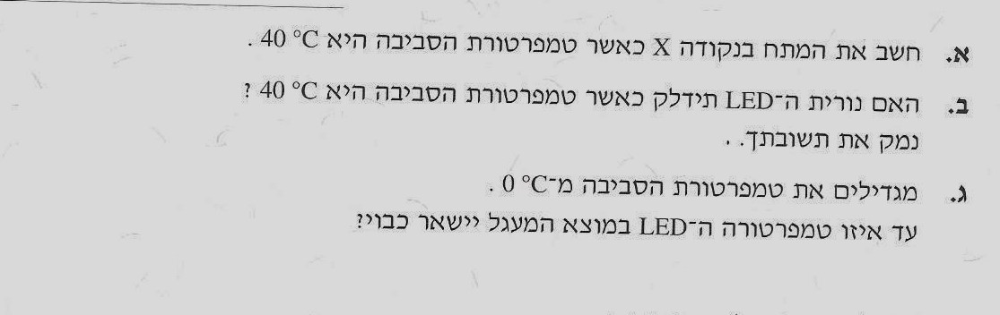 א. חשב את המתח בנקודה X כאשר טמפרטורת הסביבה היא 40 °C .
ב. האם נורית ה־LED תידלק כאשר טמפרטורת הסביבה היא 40 °C ?
נמק את תשובתך. .
ג. מגדילים את טמפרטורת הסביבה מ־0 °C .
עד איזו טמפרטורה ה־LED במוצא המעגל יישאר כבוי?